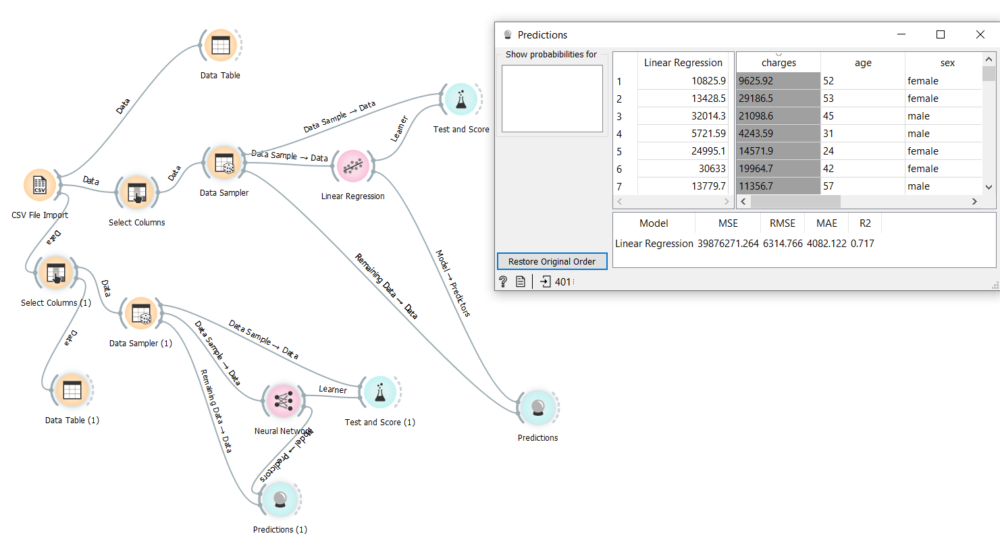 Data Table
Data
Data Sample → Data
Test and Score
Learner
Data Sample → Data
Data
Data
Data Sampler
Linear Regression
CSV File Import
Select Columns
Data
Model → Predictors
Remaining Data → Data
Select Columns (1)
Data
Data
Data Sampler (1)
Data Sample → Data
Data Sample → Data
Remaining Data → Data
Learner
Data Table (1)
Neural Network
Test and Score (1)
Model → Predictors
Predictions
Predictions (1)
CSV
Predictions
Show probabibilities for
Linear Regression charges age sex
1 10825.9 9625.92 52 female
2 13428.5 29186.5 53 female
3 32014.3 21098.6 45 male
4 5721.59 4243.59 31 male
5 24995.1 14571.9 24 female
6 30633 19964.7 42 female
7 13779.7 11356.7 57 male
Model MSE RMSE MAE R2
Linear Regression 39876271.264 6314.766 4082.122 0.717
Restore Original Order
? 401